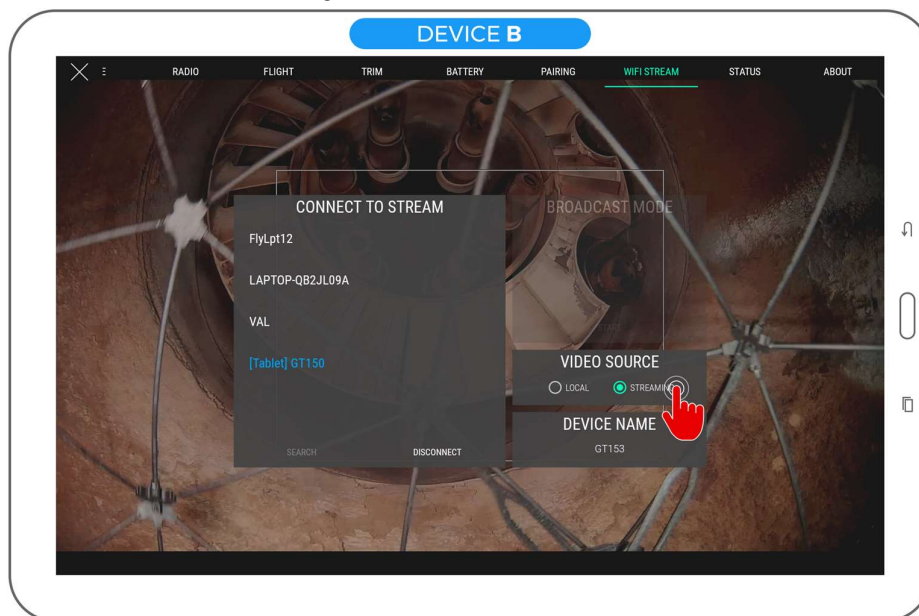 DEVICE B
RADIO FLIGHT TRIM BATTERY PAIRING WIFI STREAM STATUS ABOUT
CONNECT TO STREAM
FlyLpt12
LAPTOP-QB2JL09A
VAL
[Tablet] GT150
SEARCH DISCONNECT
BROADCAST MODE
VIDEO SOURCE
LOCAL STREAMING
DEVICE NAME
GT153